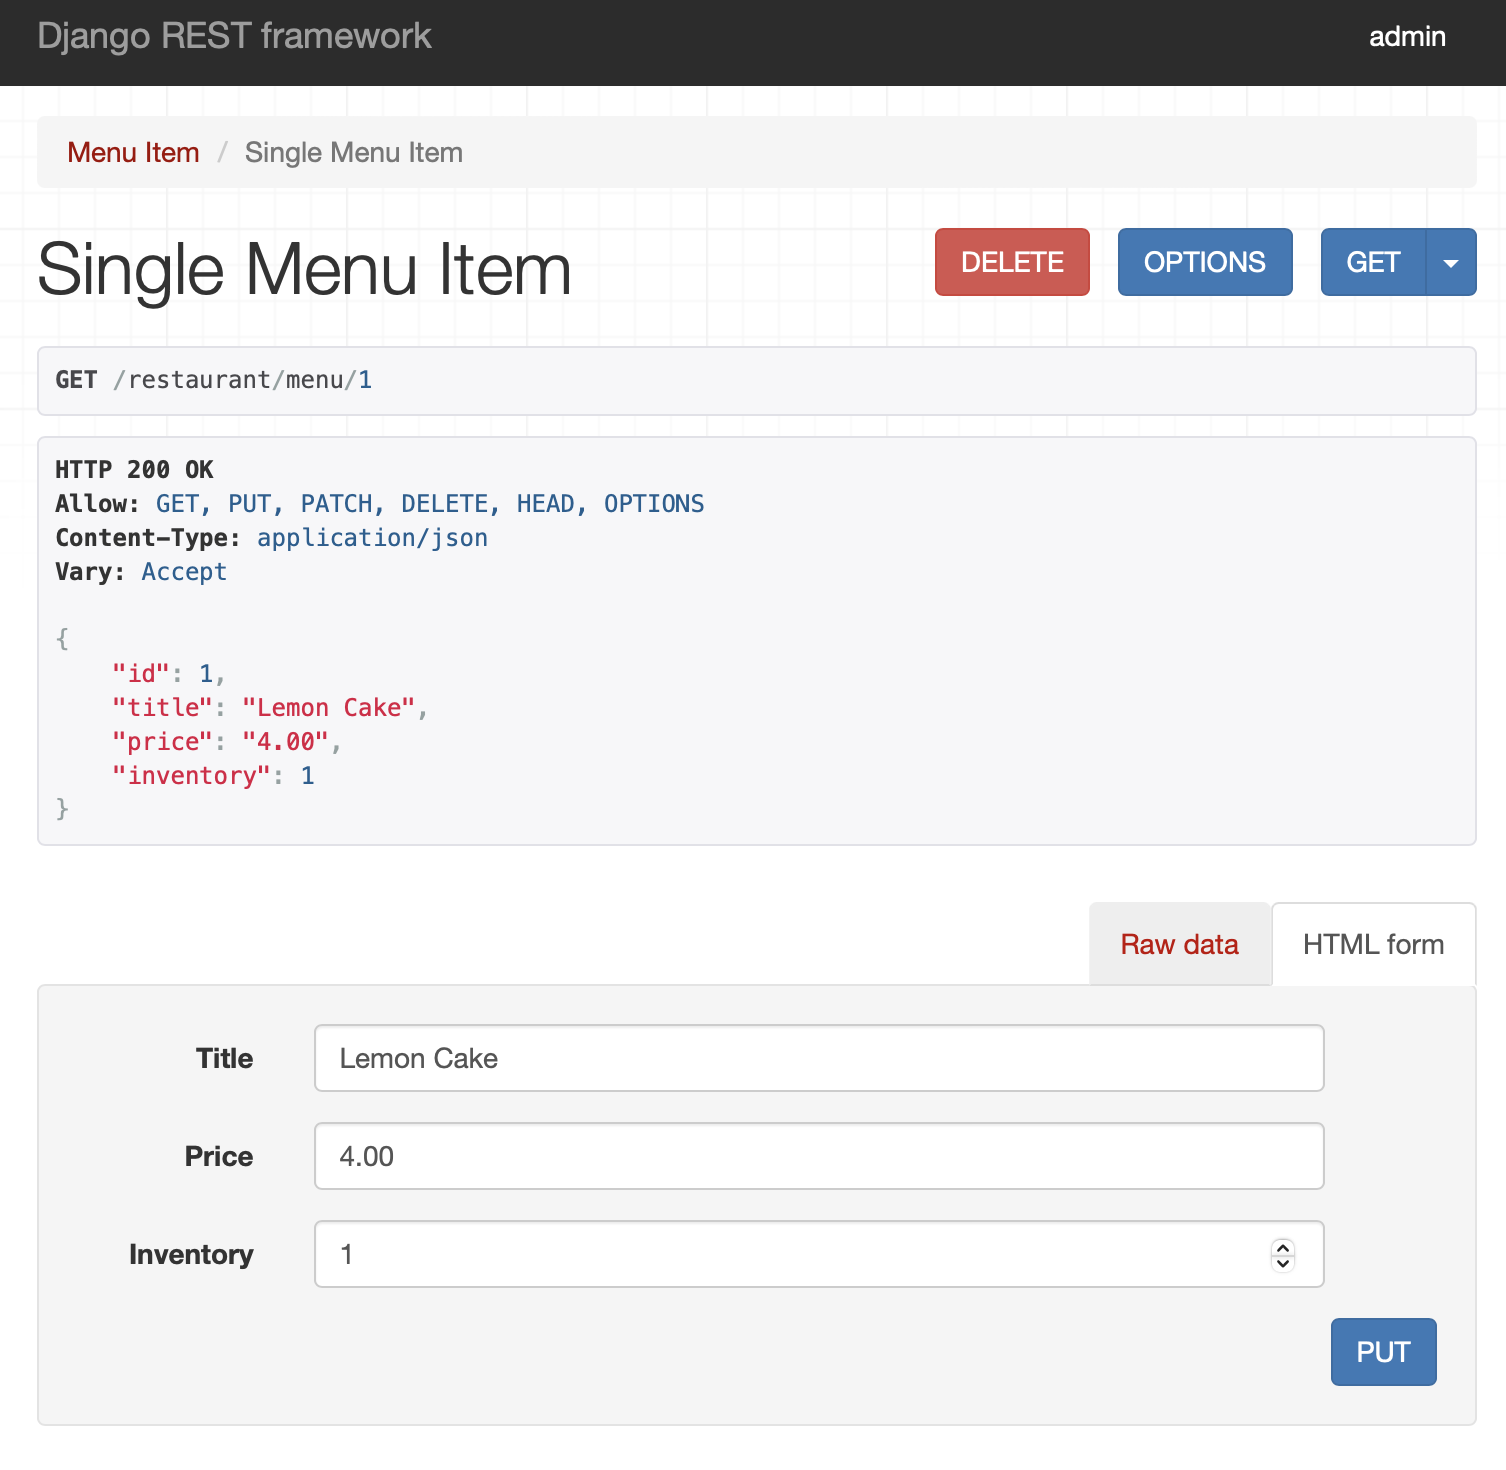 Django REST framework
admin
Menu Item / Single Menu Item
Single Menu Item
DELETE
OPTIONS
GET
GET /restaurant/menu/1
HTTP 200 OK
Allow: GET, PUT, PATCH, DELETE, HEAD, OPTIONS
Content-Type: application/json
Vary: Accept
{
    "id": 1,
    "title": "Lemon Cake",
    "price": "4.00",
    "inventory": 1
}
Raw data
HTML form
Title
Lemon Cake
Price
4.00
Inventory
1
PUT